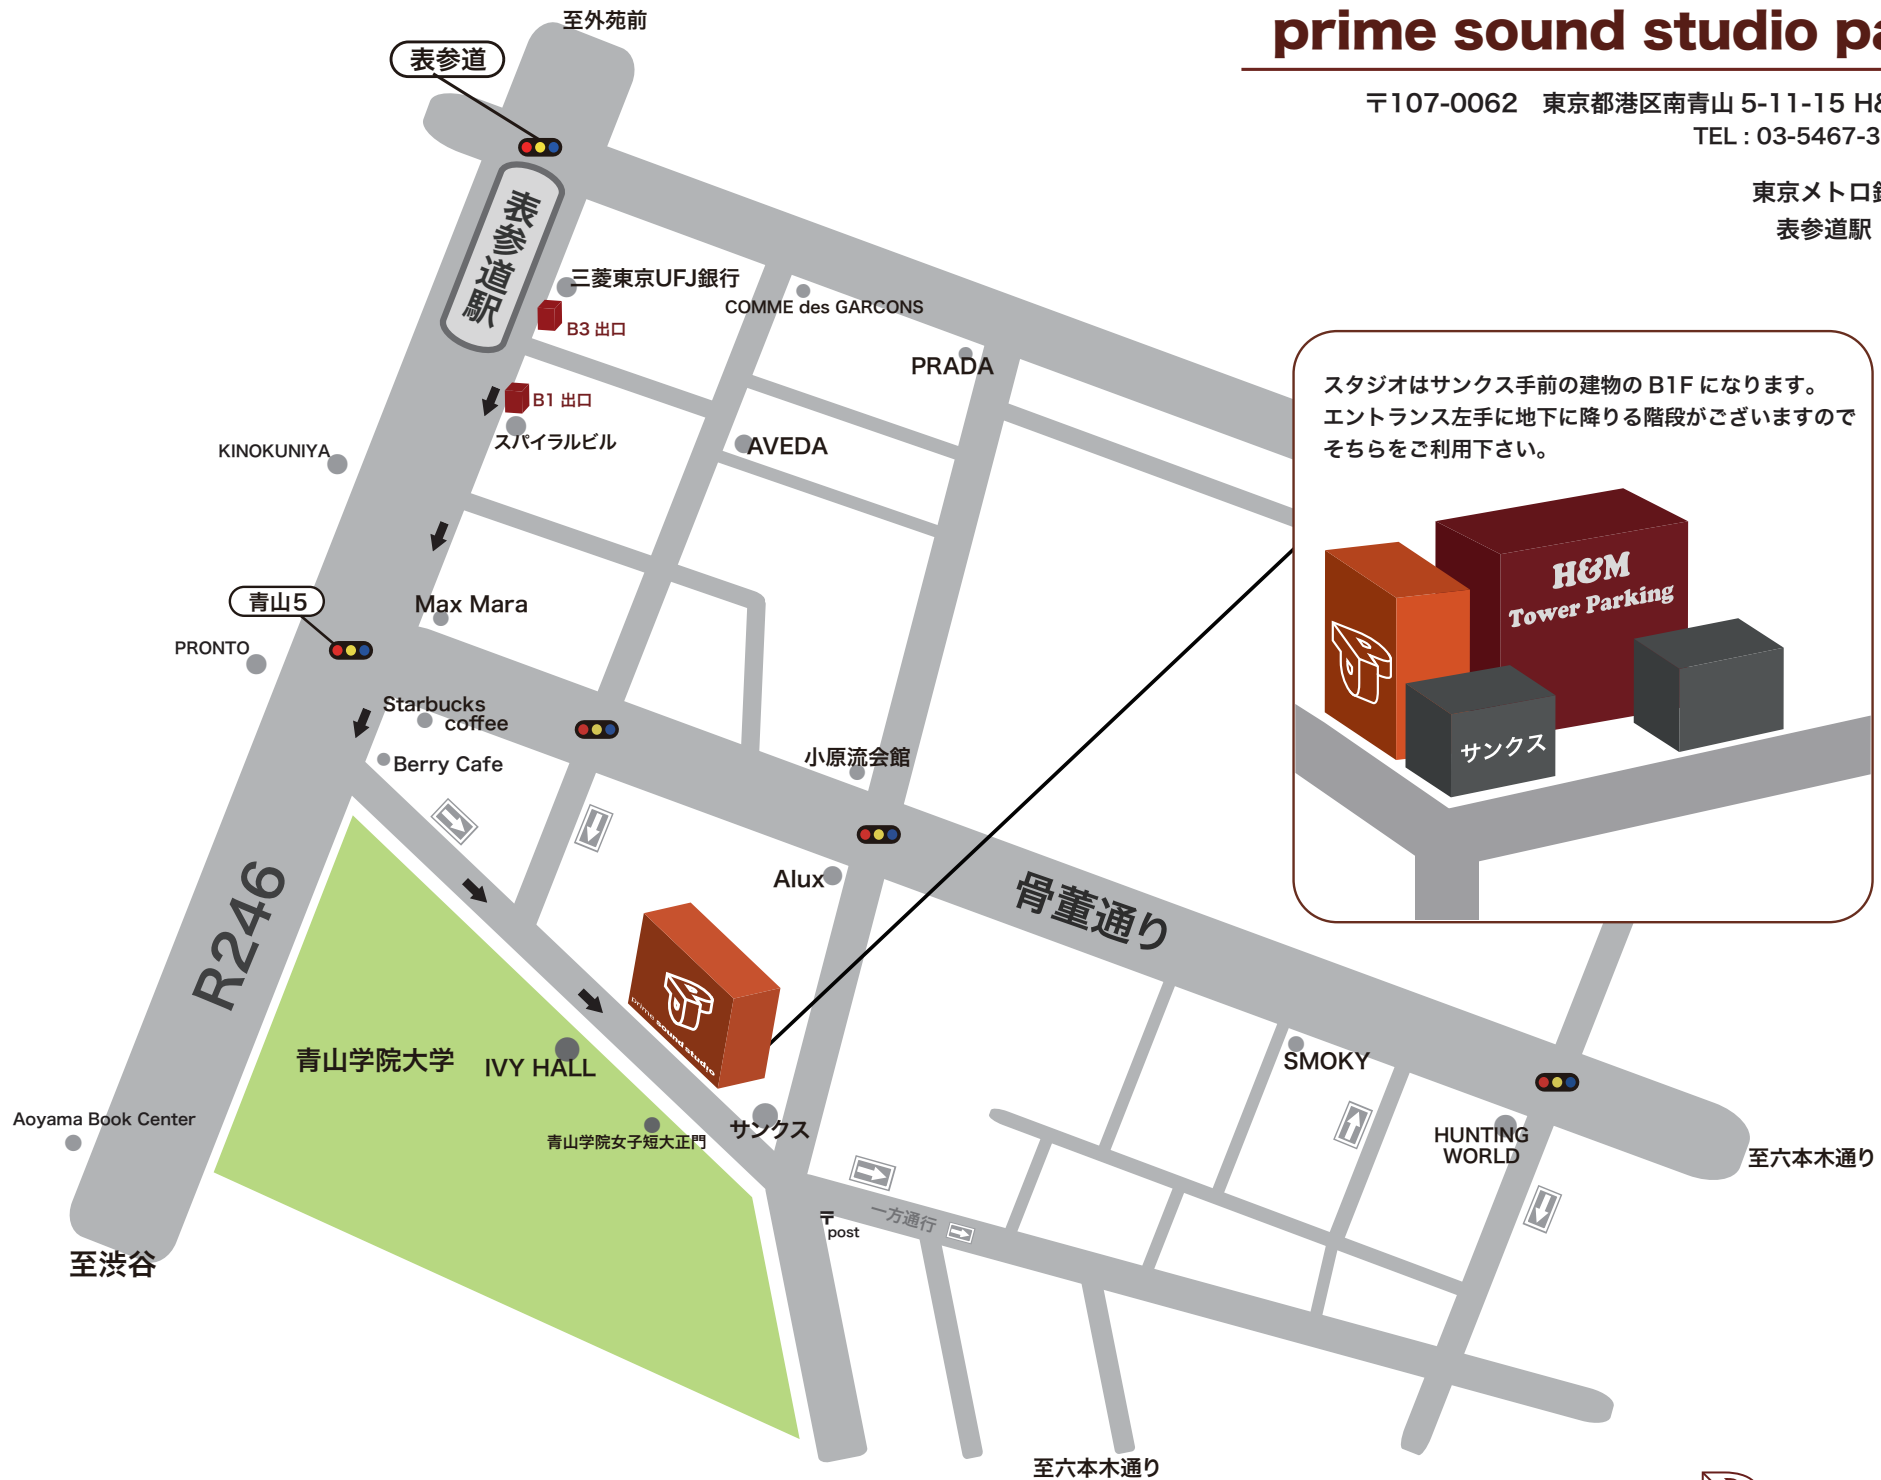 至外苑前
表参道
prime sound studio
〒107-0062 東京都港区南青山 5-11-15
TEL : 03-5467-3
東京メトロ
表参道駅
表参道駅
三菱東京UFJ銀行
B3 出口
COMME des GARCONS
PRADA
B1 出口
スパイラルビル
AVEDA
KINOKUNIYA
スタジオはサンクス手前の建物の B1F になります。
エントランス左手に地下に降りる階段がございますので
そちらをご利用下さい。
H&M
Tower Parking
サンクス
青山5
Max Mara
PRONTO
Starbucks
coffee
Berry Cafe
小原流会館
Alux
骨董通り
R246
prime sound studio
青山学院大学
IVY HALL
SMOKY
Aoyama Book Center
青山学院女子短大正門
サンクス
HUNTING
WORLD
至六本木通り
〒
post
一方通行
至渋谷
至六本木通り